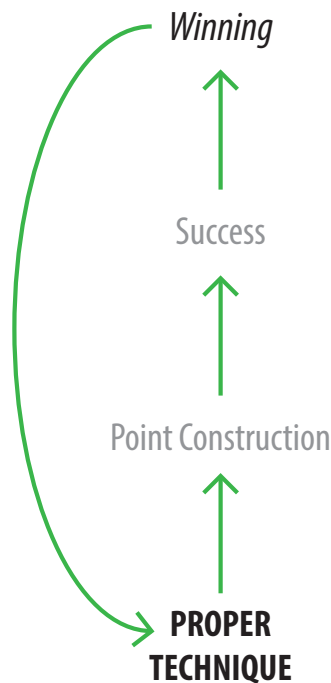 Winning
Success
Point Construction
PROPER
TECHNIQUE